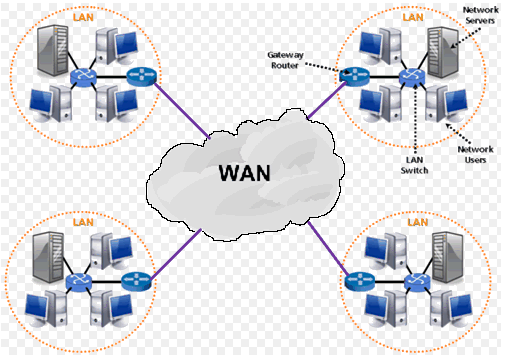 LAN
LAN
Network
Servers
Gateway
Router
WAN
LAN
Switch
Network
Users
LAN
LAN